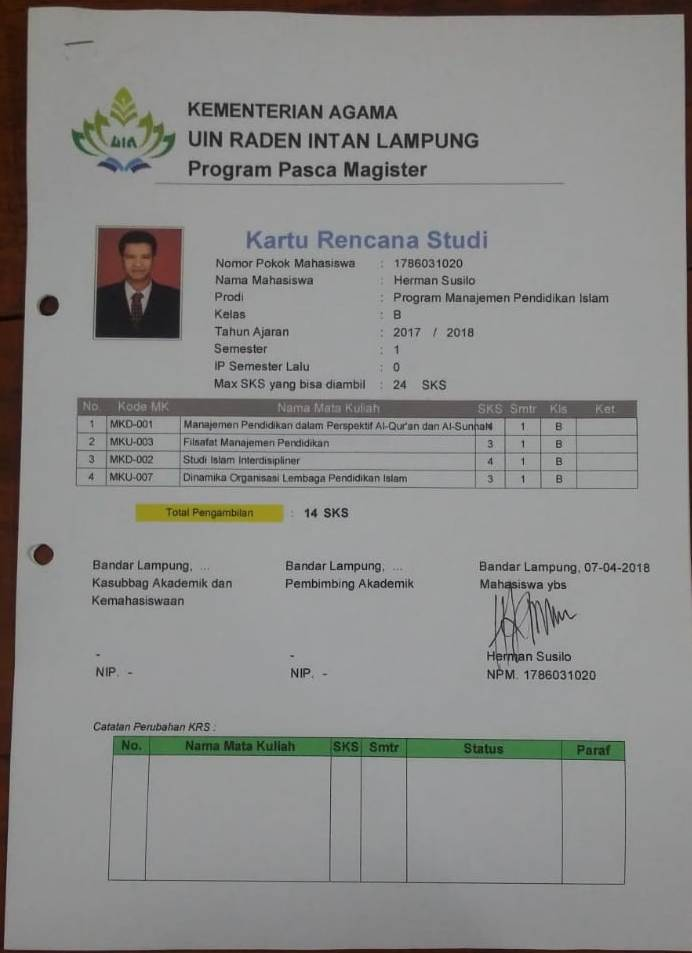 UIN
KEMENTERIAN AGAMA
UIN RADEN INTAN LAMPUNG
Program Pasca Magister
Kartu Rencana Studi
Nomor Pokok Mahasiswa : 1786031020
Nama Mahasiswa : Herman Susilo
Prodi : Program Manajemen Pendidikan Islam
Kelas : B
Tahun Ajaran : 2017 / 2018
Semester : 1
IP Semester Lalu : 0
Max SKS yang bisa diambil : 24 SKS
No. Kode MK Nama Mata Kuliah SKS Smtr Kls Ket
1 MKD-001 Manajemen Pendidikan dalam Perspektif Al-Qur'an dan Al-Sunnah 4 1 B
2 MKU-003 Filsafat Manajemen Pendidikan 3 1 B
3 MKD-002 Studi Islam Interdisipliner 4 1 B
4 MKU-007 Dinamika Organisasi Lembaga Pendidikan Islam 3 1 B
Total Pengambilan : 14 SKS
Bandar Lampung, ... Bandar Lampung, ... Bandar Lampung, 07-04-2018
Kasubbag Akademik dan Pembimbing Akademik Mahasiswa ybs
Kemahasiswaan
- - Herman Susilo
NIP. - NIP. - NPM. 1786031020
Catatan Perubahan KRS :
No. Nama Mata Kuliah SKS Smtr Status Paraf